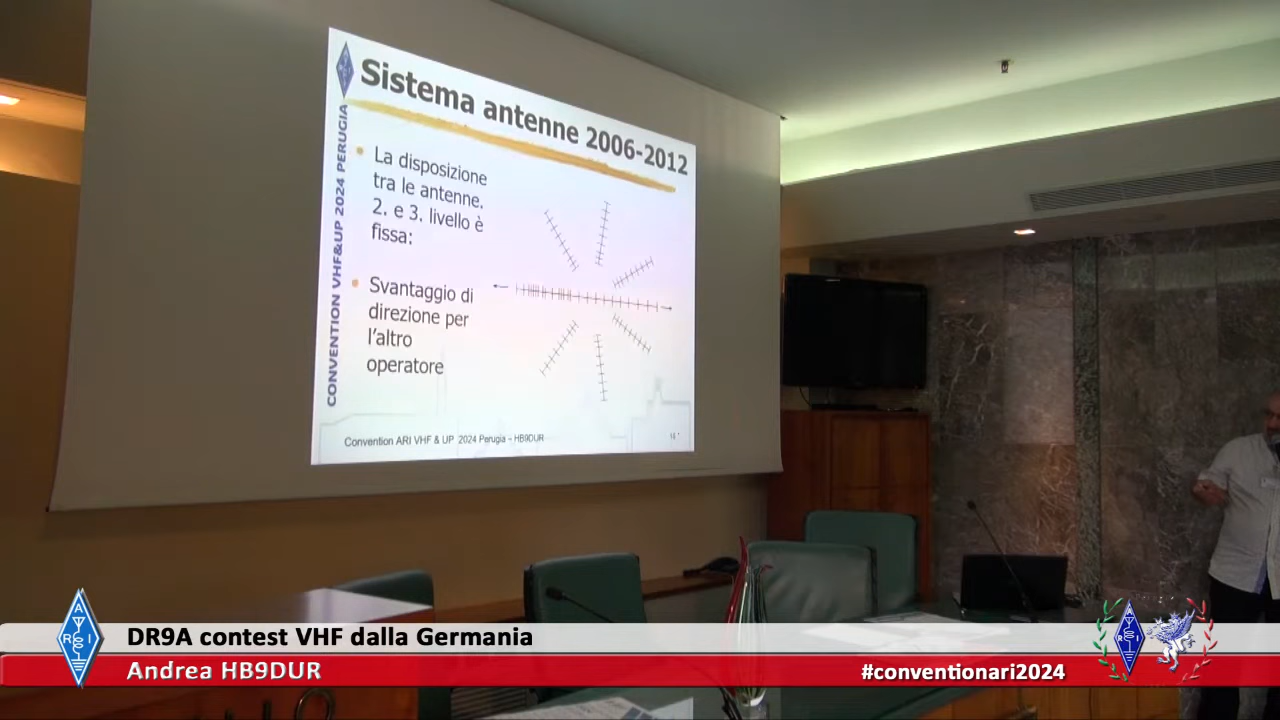 Sistema antenne 2006-2012
CONVENTION VHF&UP 2024 PERUGIA
La disposizione
tra le antenne.
2. e 3. livello è
fissa:
Svantaggio di
direzione per
l'altro
operatore
Convention ARI VHF & UP 2024 Perugia – HB9DUR
A
R I
DR9A contest VHF dalla Germania
Andrea HB9DUR
#conventionari2024